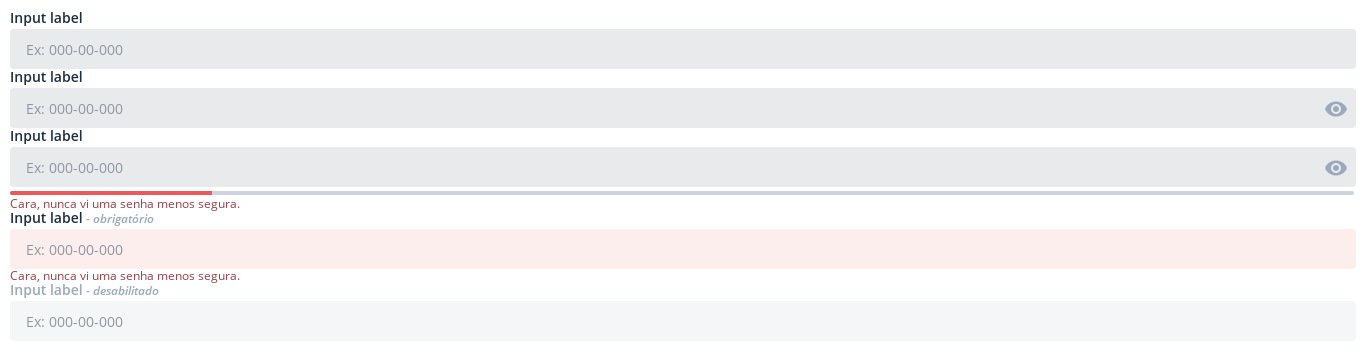 Input label
Ex: 000-00-000
Input label
Ex: 000-00-000
Input label
Ex: 000-00-000
Cara, nunca vi uma senha menos segura.
Input label - obrigatório
Ex: 000-00-000
Cara, nunca vi uma senha menos segura.
Input label - desabilitado
Ex: 000-00-000